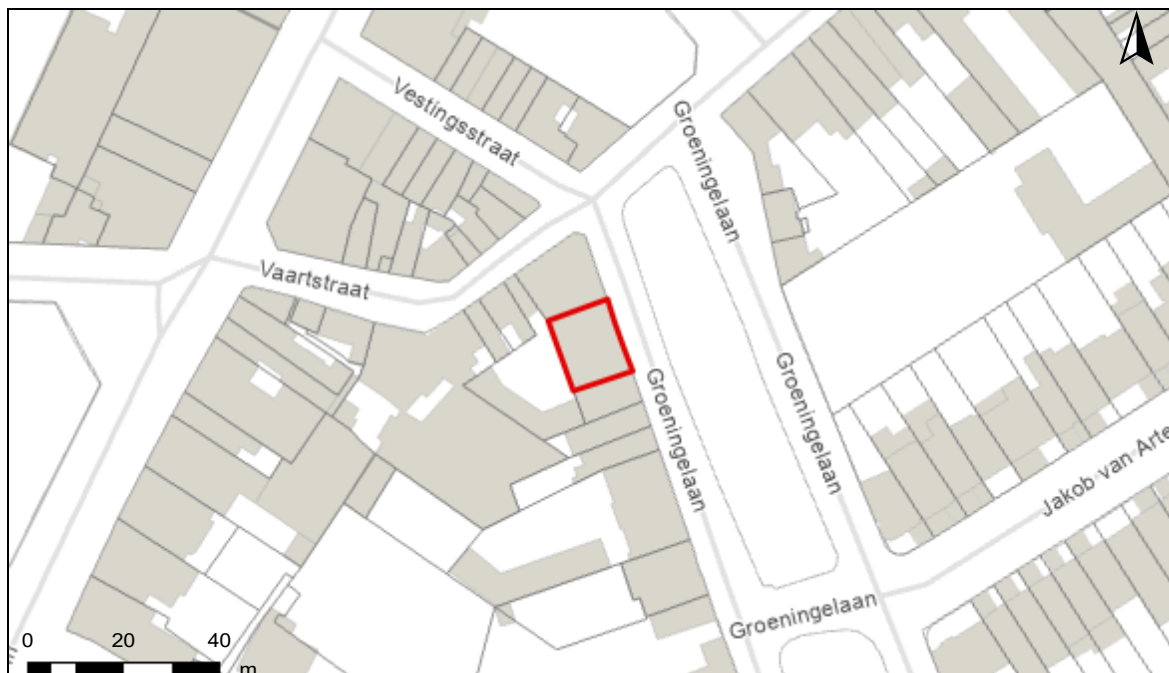 Vestingsstraat
Groeningelaan
Vaartstraat
Groeningelaan
Groeningelaan
Jakob van Arte
Groeningelaan
0 20 40
m